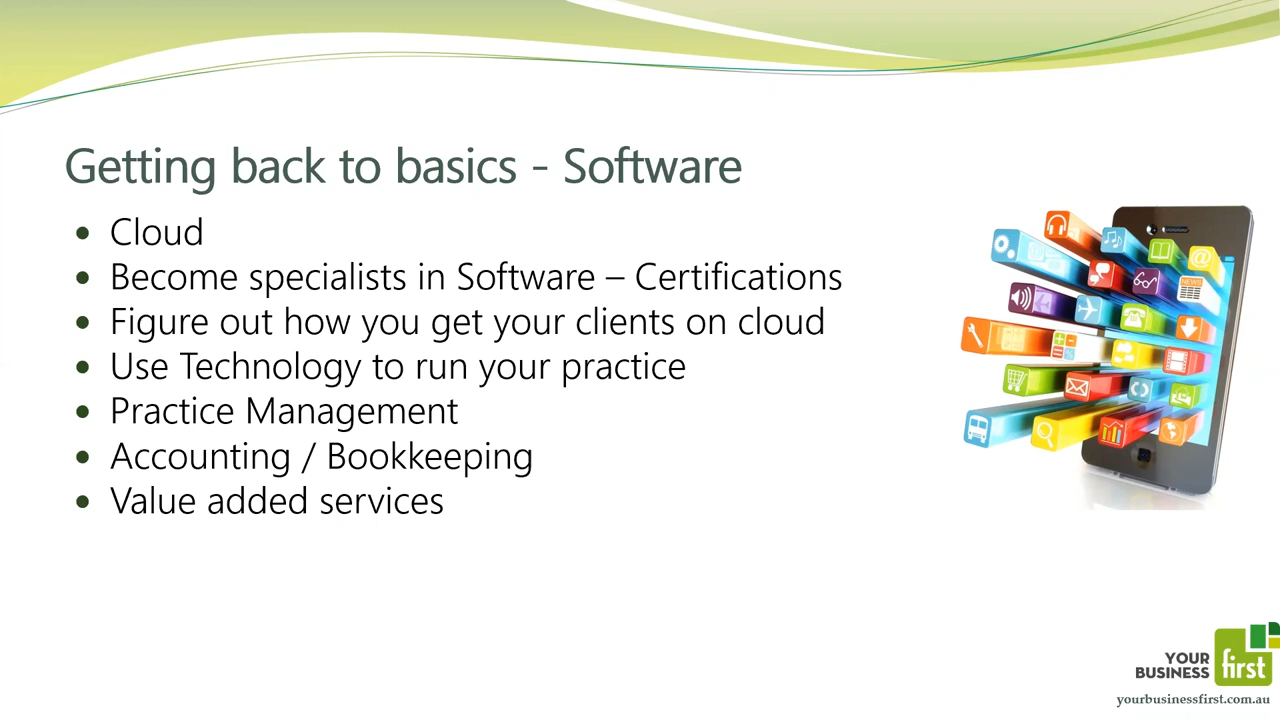 Getting back to basics - Software
• Cloud
• Become specialists in Software – Certifications
• Figure out how you get your clients on cloud
• Use Technology to run your practice
• Practice Management
• Accounting / Bookkeeping
• Value added services
@
NEWS
YOUR
BUSINESS
first
yourbusinessfirst.com.au